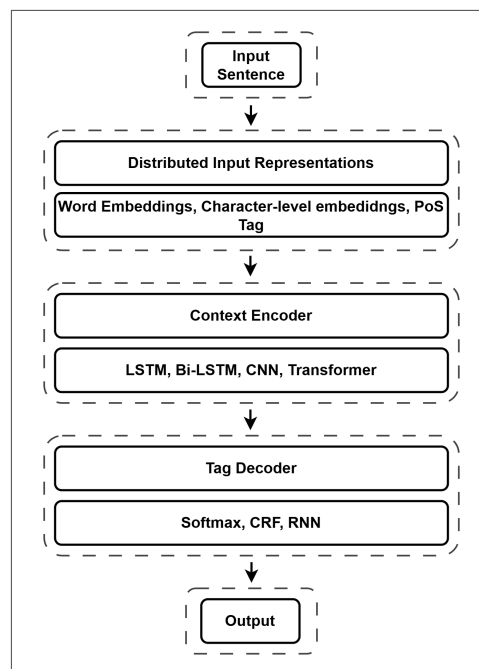 Input
Sentence
Distributed Input Representations
Word Embeddings, Character-level embedidngs, PoS
Tag
Context Encoder
LSTM, Bi-LSTM, CNN, Transformer
Tag Decoder
Softmax, CRF, RNN
Output